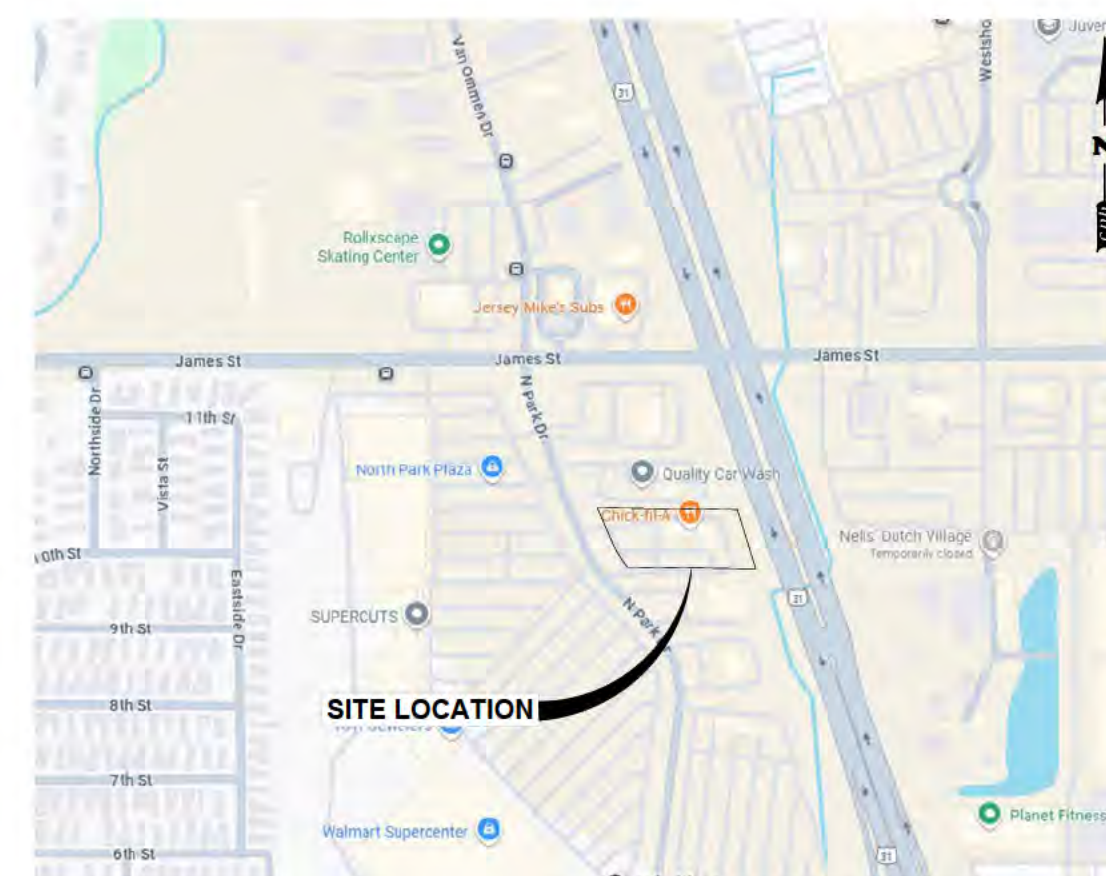 Westsho
Juver
Van Ommen Dr
31
N
Rollxscape
Skating Center
Jersey Mike's Subs
James St
James St
James St
Northside Dr
11th St
Vista St
N Park Dr
North Park Plaza
Quality Car Wash
Chick-fil-A
0th St
Nelis' Dutch Village
Temporarily closed
Eastside Dr
31
9th St
SUPERCUTS
N Park
8th St
SITE LOCATION
7th St
Walmart Supercenter
Planet Fitness
6th St
31